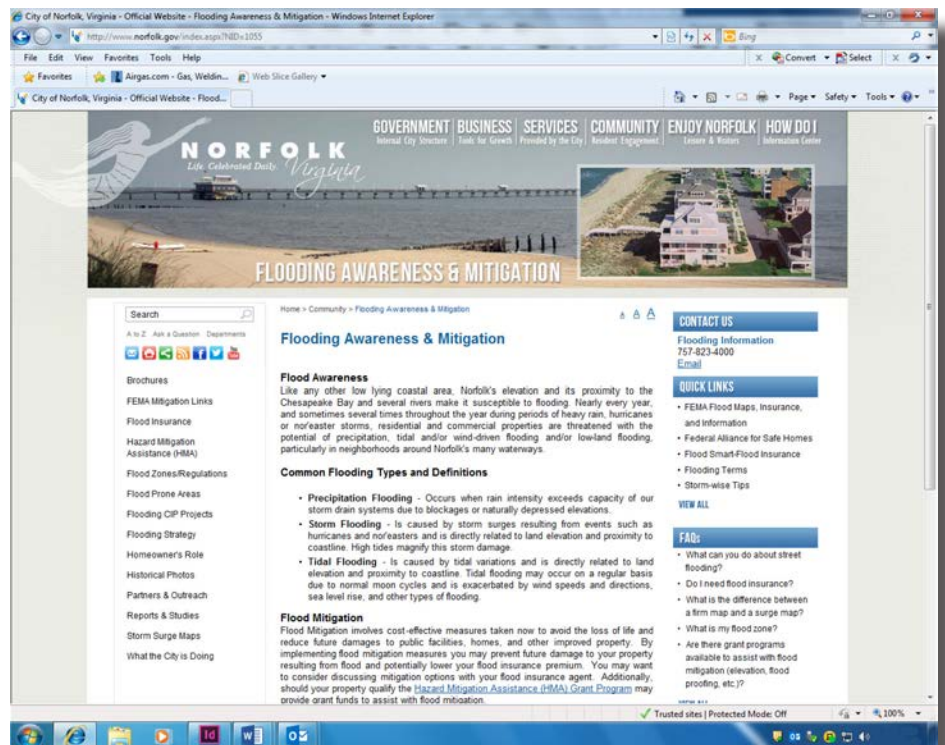 City of Norfolk, Virginia - Official Website - Flooding Awareness & Mitigation - Windows Internet Explorer
http://www.norfolk.gov/index.aspx?NID=1055
Bing
File Edit View Favorites Tools Help
x Convert Select
Favorites Airgas.com - Gas, Weldin... Web Slice Gallery
City of Norfolk, Virginia - Official Website - Flood...
Page Safety Tools
GOVERNMENT BUSINESS SERVICES COMMUNITY ENJOY NORFOLK HOW DO I
Internal City Structure Tools for Growth Provided by the City Resident Engagement Leisure & Visitors Information Center
NORFOLK
Life. Celebrated Daily. Virginia
FLOODING AWARENESS & MITIGATION
Search
A to Z Ask a Question Departments
Brochures
FEMA Mitigation Links
Flood Insurance
Hazard Mitigation
Assistance (HMA)
Flood Zones/Regulations
Flood Prone Areas
Flooding CIP Projects
Flooding Strategy
Homeowner's Role
Historical Photos
Partners & Outreach
Reports & Studies
Storm Surge Maps
What the City is Doing
Home > Community > Flooding Awareness & Mitigation
A A A
Flooding Awareness & Mitigation
Flood Awareness
Like any other low lying coastal area, Norfolk's elevation and its proximity to the
Chesapeake Bay and several rivers make it susceptible to flooding. Nearly every year,
and sometimes several times throughout the year during periods of heavy rain, hurricanes
or nor'easter storms, residential and commercial properties are threatened with the
potential of precipitation, tidal and/or wind-driven flooding and/or low-land flooding,
particularly in neighborhoods around Norfolk's many waterways.
Common Flooding Types and Definitions
• Precipitation Flooding - Occurs when rain intensity exceeds capacity of our
storm drain systems due to blockages or naturally depressed elevations.
• Storm Flooding - Is caused by storm surges resulting from events such as
hurricanes and nor'easters and is directly related to land elevation and proximity to
coastline. High tides magnify this storm damage.
• Tidal Flooding - Is caused by tidal variations and is directly related to land
elevation and proximity to coastline. Tidal flooding may occur on a regular basis
due to normal moon cycles and is exacerbated by wind speeds and directions,
sea level rise, and other types of flooding.
Flood Mitigation
Flood Mitigation involves cost-effective measures taken now to avoid the loss of life and
reduce future damages to public facilities, homes, and other improved property. By
implementing flood mitigation measures you may prevent future damage to your property
resulting from flood and potentially lower your flood insurance premium. You may want
to consider discussing mitigation options with your flood insurance agent. Additionally,
should your property qualify the Hazard Mitigation Assistance (HMA) Grant Program may
provide grant funds to assist with flood mitigation.
CONTACT US
Flooding Information
757-823-4000
Email
QUICK LINKS
• FEMA Flood Maps, Insurance,
and Information
• Federal Alliance for Safe Homes
• Flood Smart-Flood Insurance
• Flooding Terms
• Storm-wise Tips
VIEW ALL
FAQs
• What can you do about street
flooding?
• Do I need flood insurance?
• What is the difference between
a firm map and a surge map?
• What is my flood zone?
• Are there grant programs
available to assist with flood
mitigation (elevation, flood
proofing, etc.)?
VIEW ALL
Trusted sites | Protected Mode: Off
100%